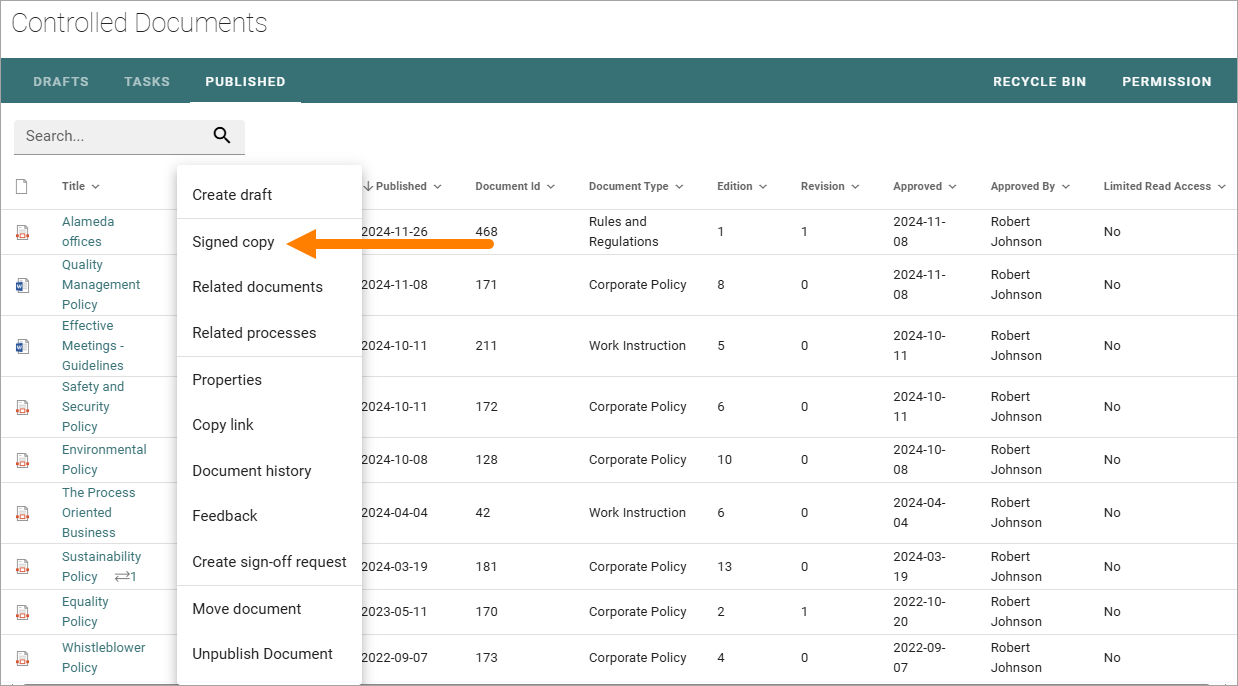 Controlled Documents
DRAFTS TASKS PUBLISHED RECYCLE BIN PERMISSION
Search...
Title Published Document Id Document Type Edition Revision Approved Approved By Limited Read Access
Create draft
Signed copy
Related documents
Related processes
Properties
Copy link
Document history
Feedback
Create sign-off request
Move document
Unpublish Document
Alameda
offices
2024-11-26 468
Rules and
Regulations
1 1
2024-11-
08
Robert
Johnson
No
Quality
Management
Policy
2024-11-08 171 Corporate Policy 8 0
2024-11-
08
Robert
Johnson
No
Effective
Meetings -
Guidelines
2024-10-11 211 Work Instruction 5 0
2024-10-
11
Robert
Johnson
No
Safety and
Security
Policy
2024-10-11 172 Corporate Policy 6 0
2024-10-
11
Robert
Johnson
No
Environmental
Policy
2024-10-08 128 Corporate Policy 10 0
2024-10-
08
Robert
Johnson
No
The Process
Oriented
Business
2024-04-04 42 Work Instruction 6 0
2024-04-
04
Robert
Johnson
No
Sustainability
Policy 1
2024-03-19 181 Corporate Policy 13 0
2024-03-
19
Robert
Johnson
No
Equality
Policy
2023-05-11 170 Corporate Policy 2 1
2022-10-
20
Robert
Johnson
No
Whistleblower
Policy
2022-09-07 173 Corporate Policy 4 0
2022-09-
07
Robert
Johnson
No